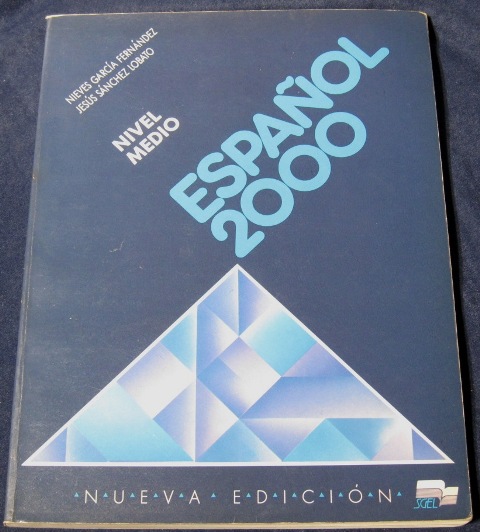 NIEVES GARCÍA FERNÁNDEZ
JESÚS SÁNCHEZ LOBATO
NIVEL
MEDIO
ESPAÑOL
2000
NUEVA EDICIÓN
SGEL